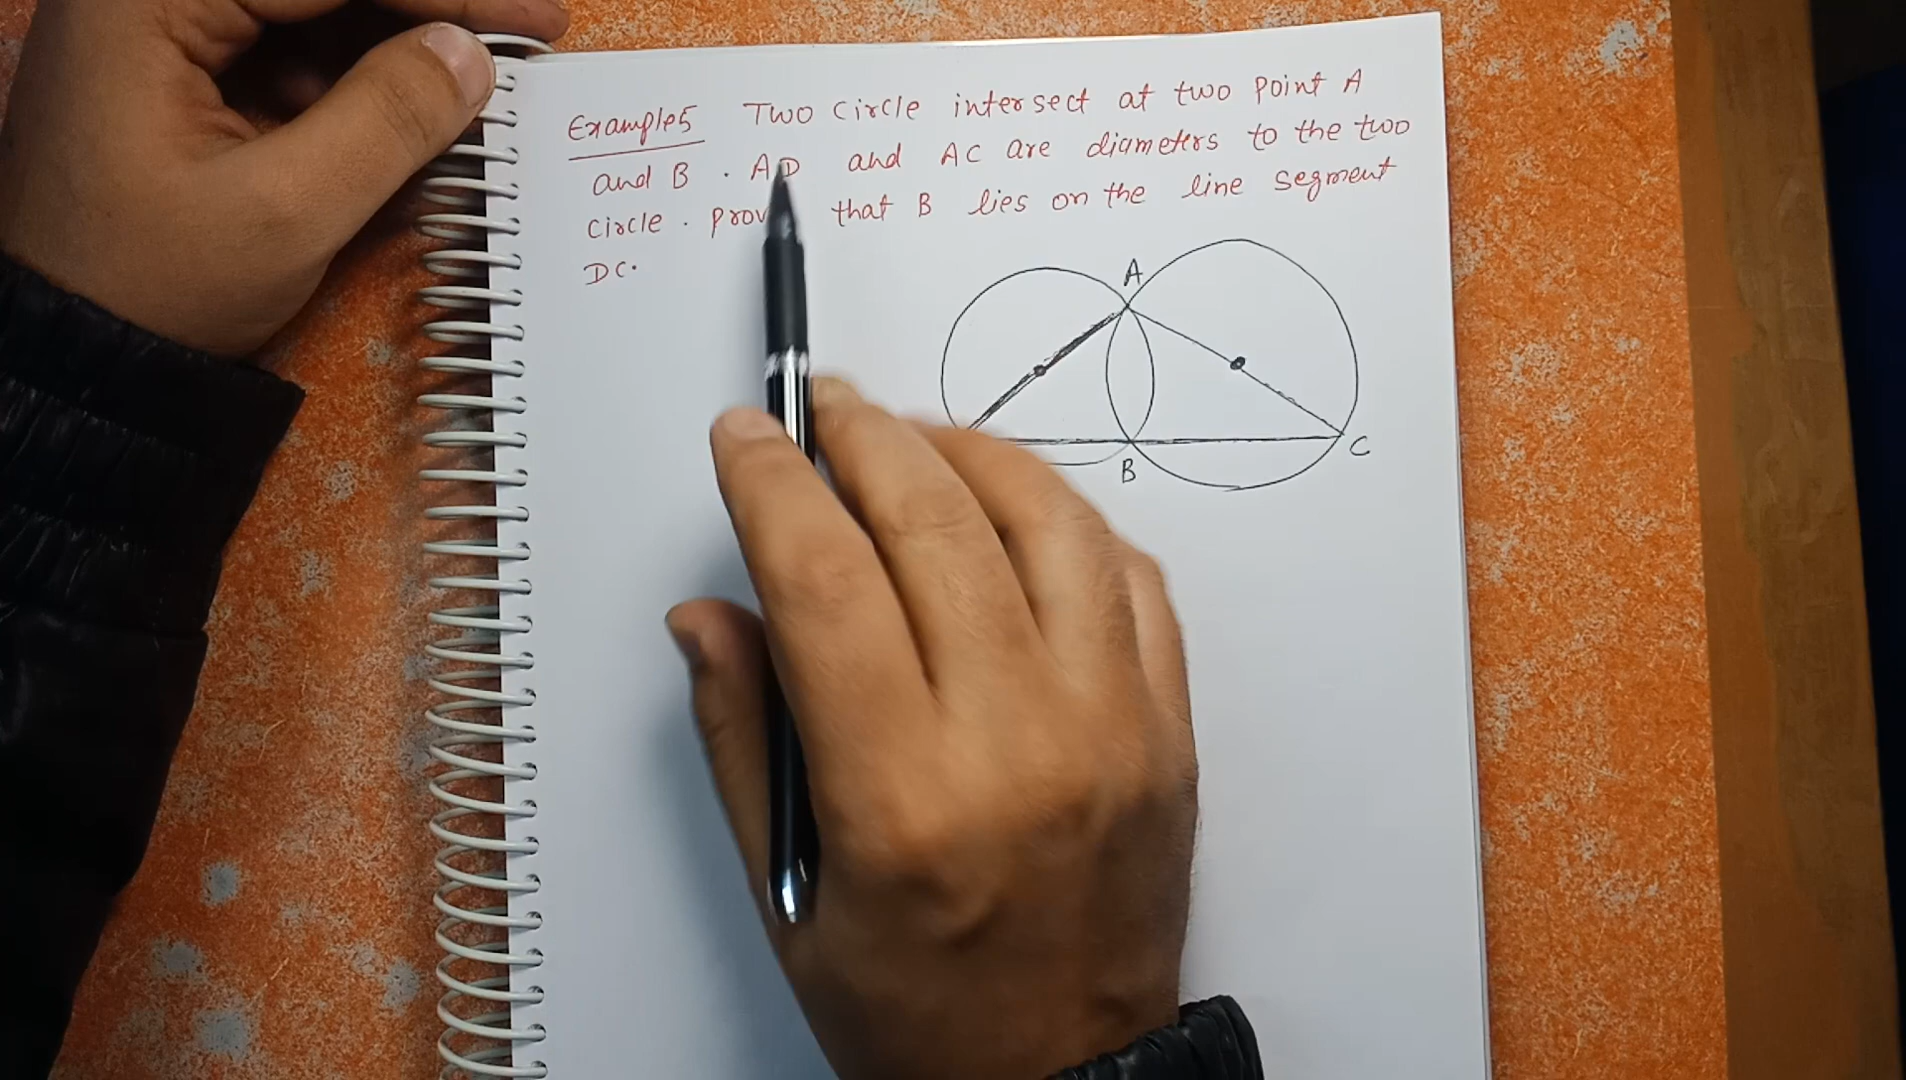 Example5 Two Circle intersect at two point A
and B . AD and AC are diameters to the two
Circle . that B lies on the line segment
DC.
A
B
C